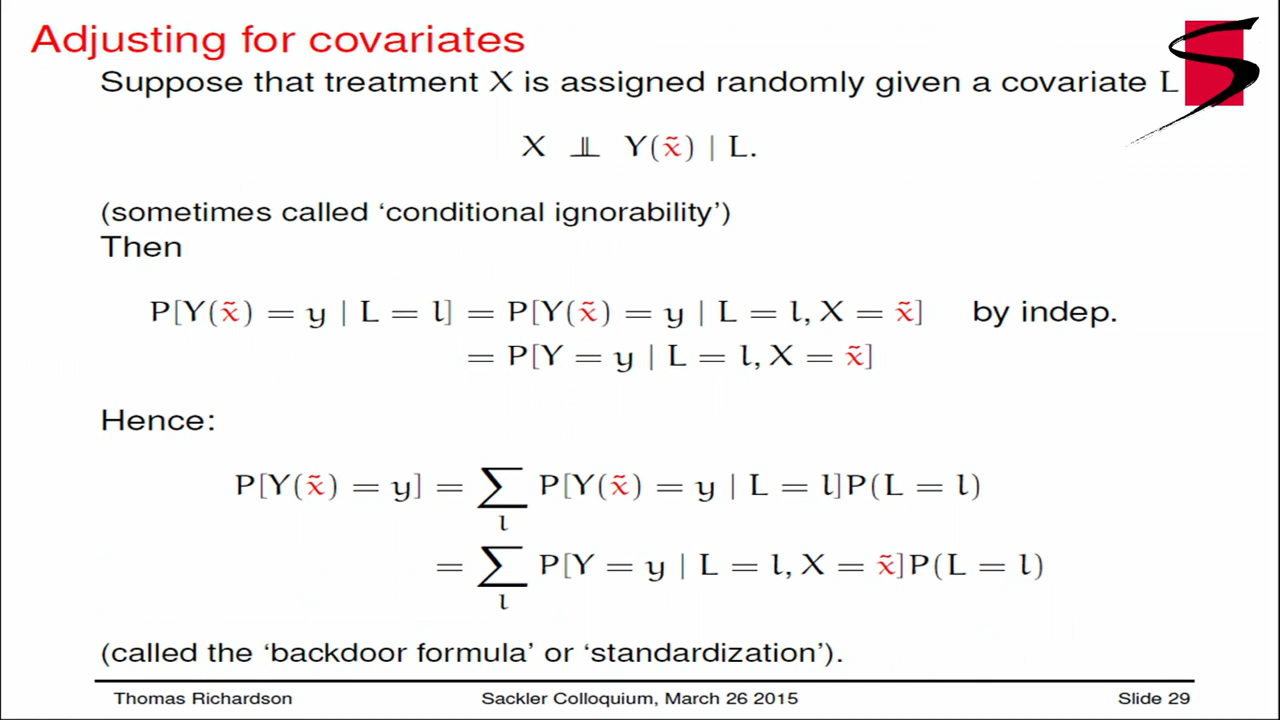 Adjusting for covariates
Suppose that treatment X is assigned randomly given a covariate L
X ⫫ Y(x̃) | L.
(sometimes called ‘conditional ignorability’)
Then
P[Y(x̃) = y | L = l] = P[Y(x̃) = y | L = l, X = x̃] by indep.
= P[Y = y | L = l, X = x̃]
Hence:
P[Y(x̃) = y] = ∑ P[Y(x̃) = y | L = l]P(L = l)
l
= ∑ P[Y = y | L = l, X = x̃]P(L = l)
l
(called the ‘backdoor formula’ or ‘standardization’).
Thomas Richardson Sackler Colloquium, March 26 2015 Slide 29